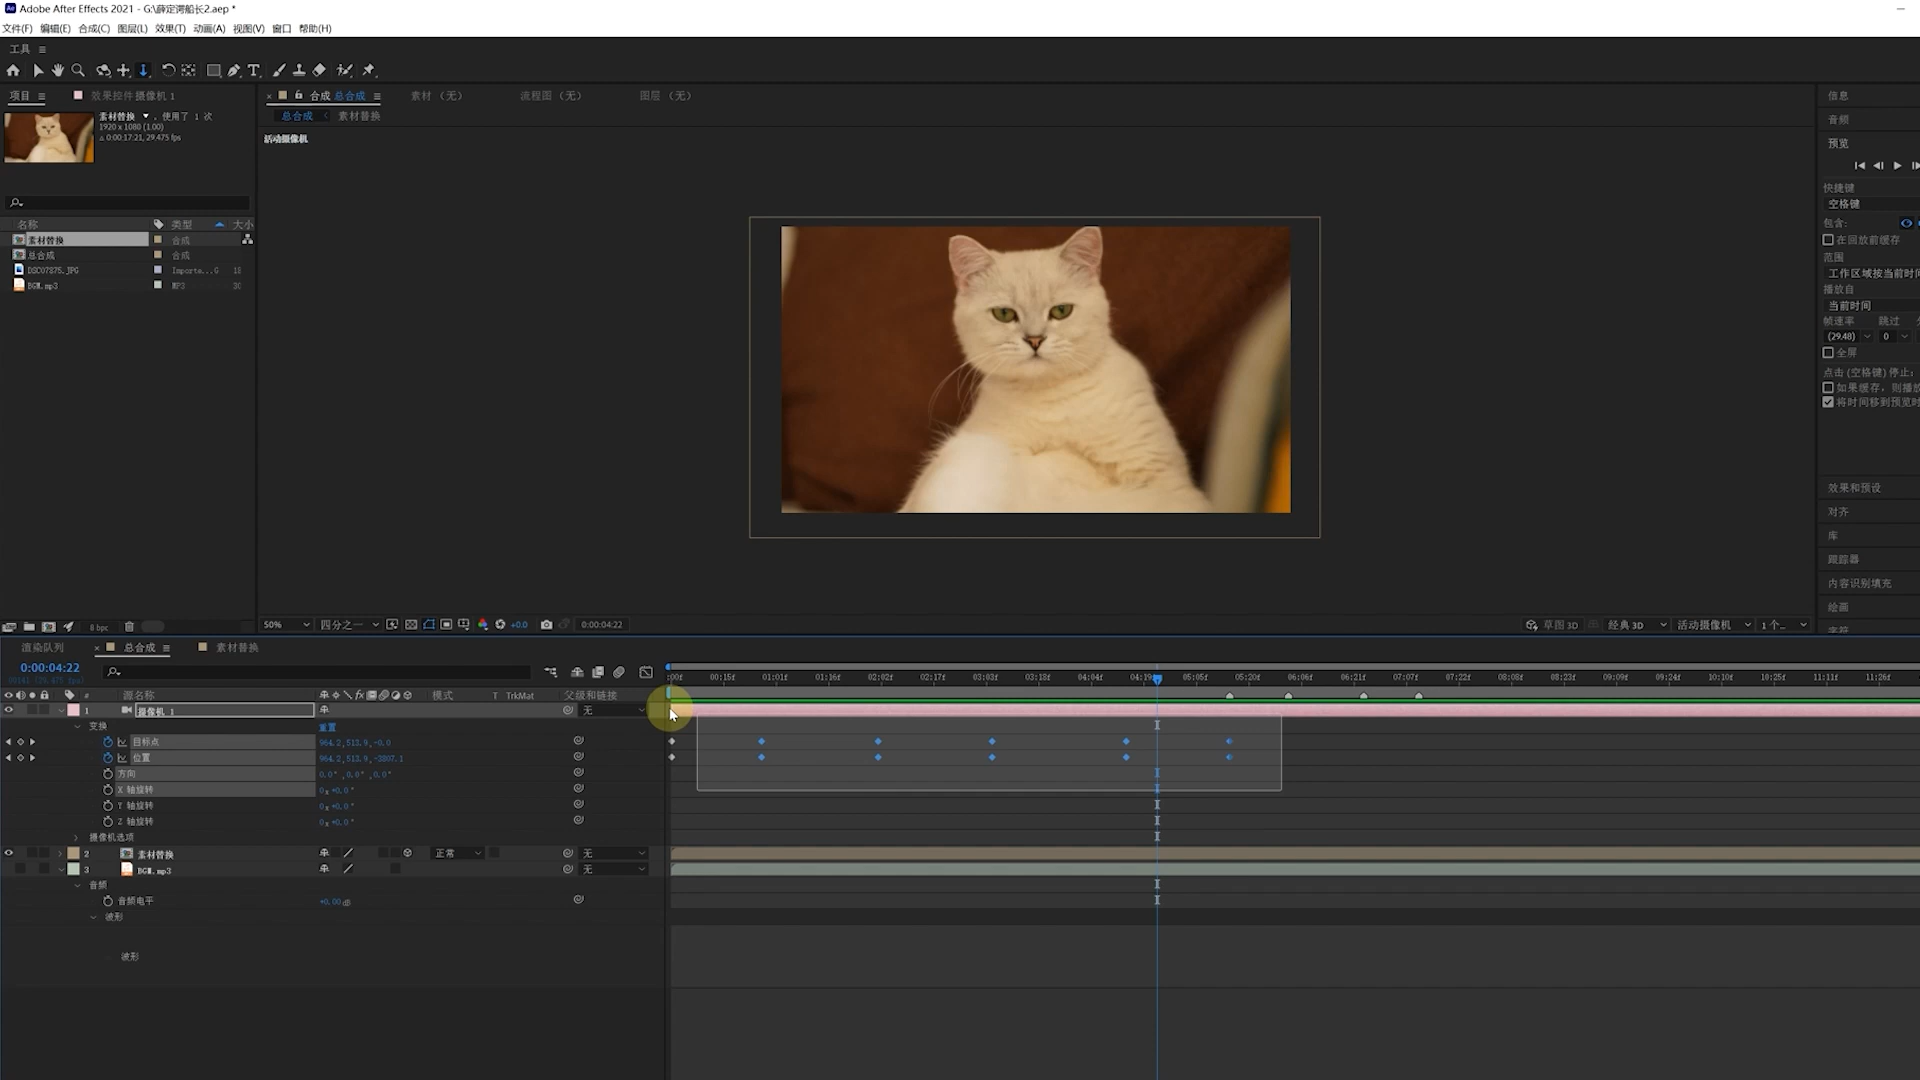 Adobe After Effects 2021 - G:\薛定谔船长2.aep *
文件(F) 编辑(E) 合成(C) 图层(L) 效果(T) 动画(A) 视图(V) 窗口 帮助(H)
工具
项目 效果控件摄像机 1
合成 总合成 素材 (无) 流程图 (无) 图层 (无)
总合成 素材替换
活动摄像机
素材替换 , 使用了 1 次
1920 x 1080 (1.00)
△ 0:00:17:21, 29.475 fps
名称 类型 大小
素材替换 合成
总合成 合成
DSC07875.JPG Importe...G 18
BGM.mp3 MP3 30
信息
音频
预览
快捷键
空格键
包含:
在回放前缓存
范围
工作区域按当前时间
播放自
当前时间
帧速率 跳过
(29.48) 0
全屏
点击 (空格键) 停止:
如果缓存, 则播放
将时间移到预览时
效果和预设
对齐
库
跟踪器
内容识别填充
绘画
字符
8 bpc
50% 四分之一 +0.0 0:00:04:22 草图 3D 经典 3D 活动摄像机 1 个...
渲染队列 总合成 素材替换
0:00:04:22
:00f 00:15f 01:01f 01:16f 02:02f 02:17f 03:03f 03:18f 04:04f 04:19f 05:05f 05:20f 06:06f 06:21f 07:07f 07:22f 08:08f 08:23f 09:09f 09:24f 10:10f 10:25f 11:11f 11:26f
# 源名称 fx 模式 T TrkMat 父级和链接
1 摄像机 1 无
变换 重置
目标点 964.2,513.9,-0.0
位置 964.2,513.9,-2807.1
方向 0.0°,0.0°,0.0°
X 轴旋转 0x+0.0°
Y 轴旋转 0x+0.0°
Z 轴旋转 0x+0.0°
摄像机选项
2 素材替换 正常 无
3 BGM.mp3 无
音频
音频电平 +0.00dB
波形
波形